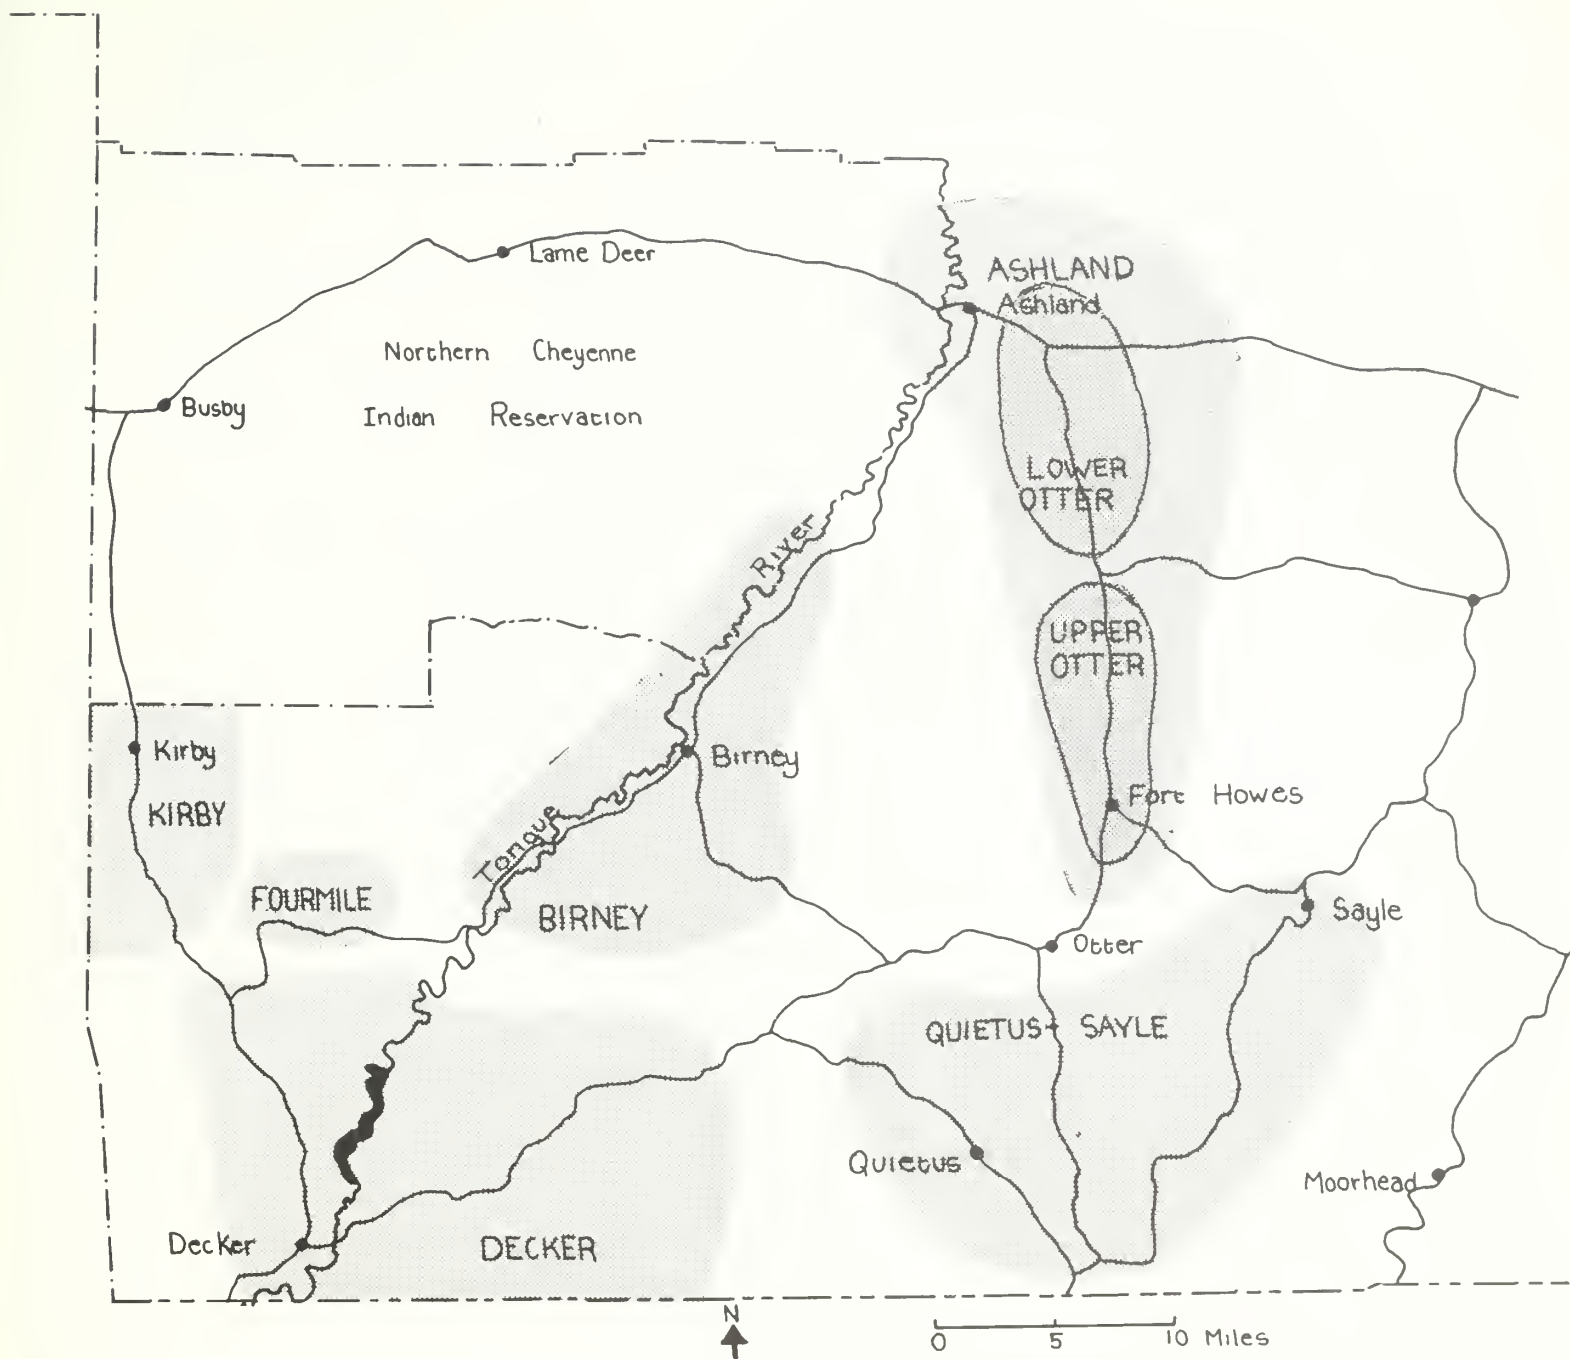 Lame Deer
ASHLAND
Ashland
Northern Cheyenne
Indian Reservation
Busby
LOWER
OTTER
River
UPPER
OTTER
Kirby
KIRBY
Birney
Fort Howes
Tongue
FOURMILE
BIRNEY
Sayle
Otter
QUIETUS + SAYLE
Quietus
Moorhead
Decker
DECKER
N
0 5 10 Miles